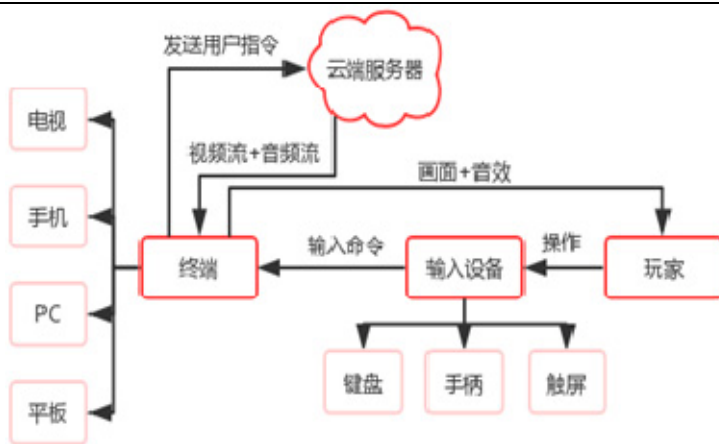 发送用户指令
云端服务器
电视
视频流+音频流
画面+音效
手机
终端
输入命令
输入设备
操作
玩家
PC
键盘
手柄
触屏
平板